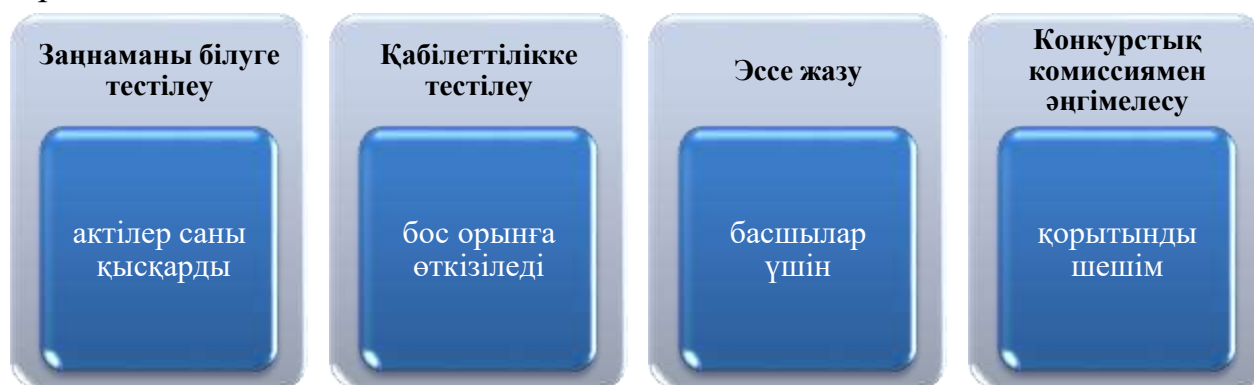 Заңнаманы білуге
тестілеу
актілер саны
қысқарды
Қабілеттілікке
тестілеу
бос орынға
өткізіледі
Эссе жазу
басшылар
үшін
Конкурстық
комиссиямен
әңгімелесу
қорытынды
шешім